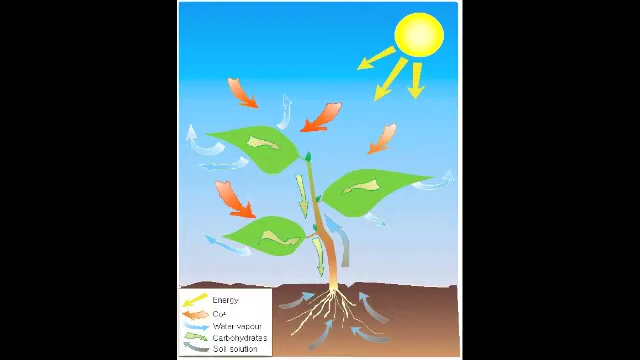 Energy
Co²
Water vapour
Carbohydrates
Soil solution